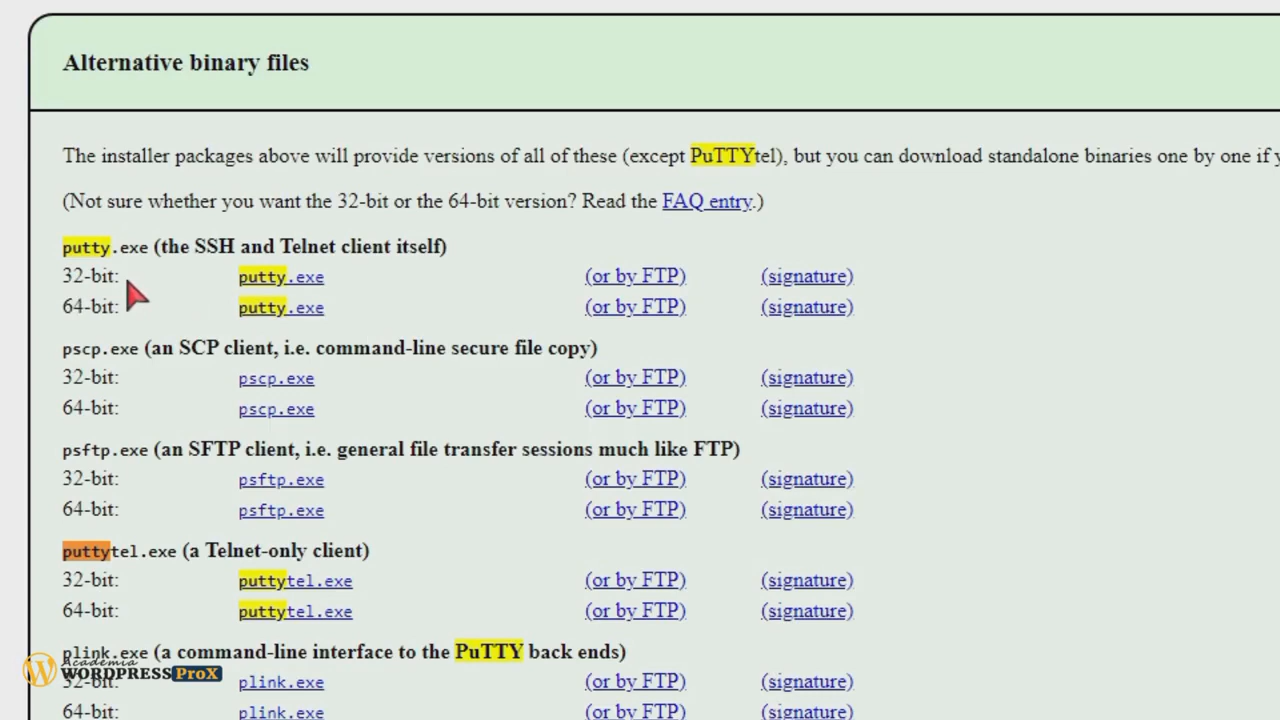 Alternative binary files
The installer packages above will provide versions of all of these (except PuTTYtel), but you can download standalone binaries one by one if
(Not sure whether you want the 32-bit or the 64-bit version? Read the FAQ entry.)
putty.exe (the SSH and Telnet client itself)
32-bit: putty.exe (or by FTP) (signature)
64-bit: putty.exe (or by FTP) (signature)
pscp.exe (an SCP client, i.e. command-line secure file copy)
32-bit: pscp.exe (or by FTP) (signature)
64-bit: pscp.exe (or by FTP) (signature)
psftp.exe (an SFTP client, i.e. general file transfer sessions much like FTP)
32-bit: psftp.exe (or by FTP) (signature)
64-bit: psftp.exe (or by FTP) (signature)
puttytel.exe (a Telnet-only client)
32-bit: puttytel.exe (or by FTP) (signature)
64-bit: puttytel.exe (or by FTP) (signature)
plink.exe (a command-line interface to the PuTTY back ends)
Academia
WORDPRESS ProX
32-bit: plink.exe (or by FTP) (signature)
64-bit: plink.exe (or by FTP) (signature)